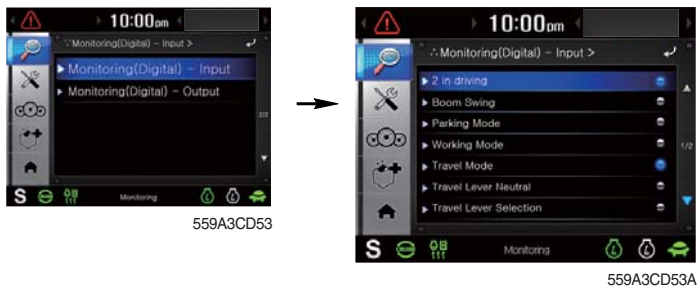 10:00pm
∴Monitoring(Digital) – Input >
▶ Monitoring(Digital) – Input
▶ Monitoring(Digital) – Output
S
Monitoring
559A3CD53
10:00pm
∴Monitoring(Digital) – Input >
▶ 2 in driving
▶ Boom Swing
▶ Parking Mode
▶ Working Mode
▶ Travel Mode
1/2
▶ Travel Lever Neutral
▶ Travel Lever Selection
S
Monitoring
559A3CD53A